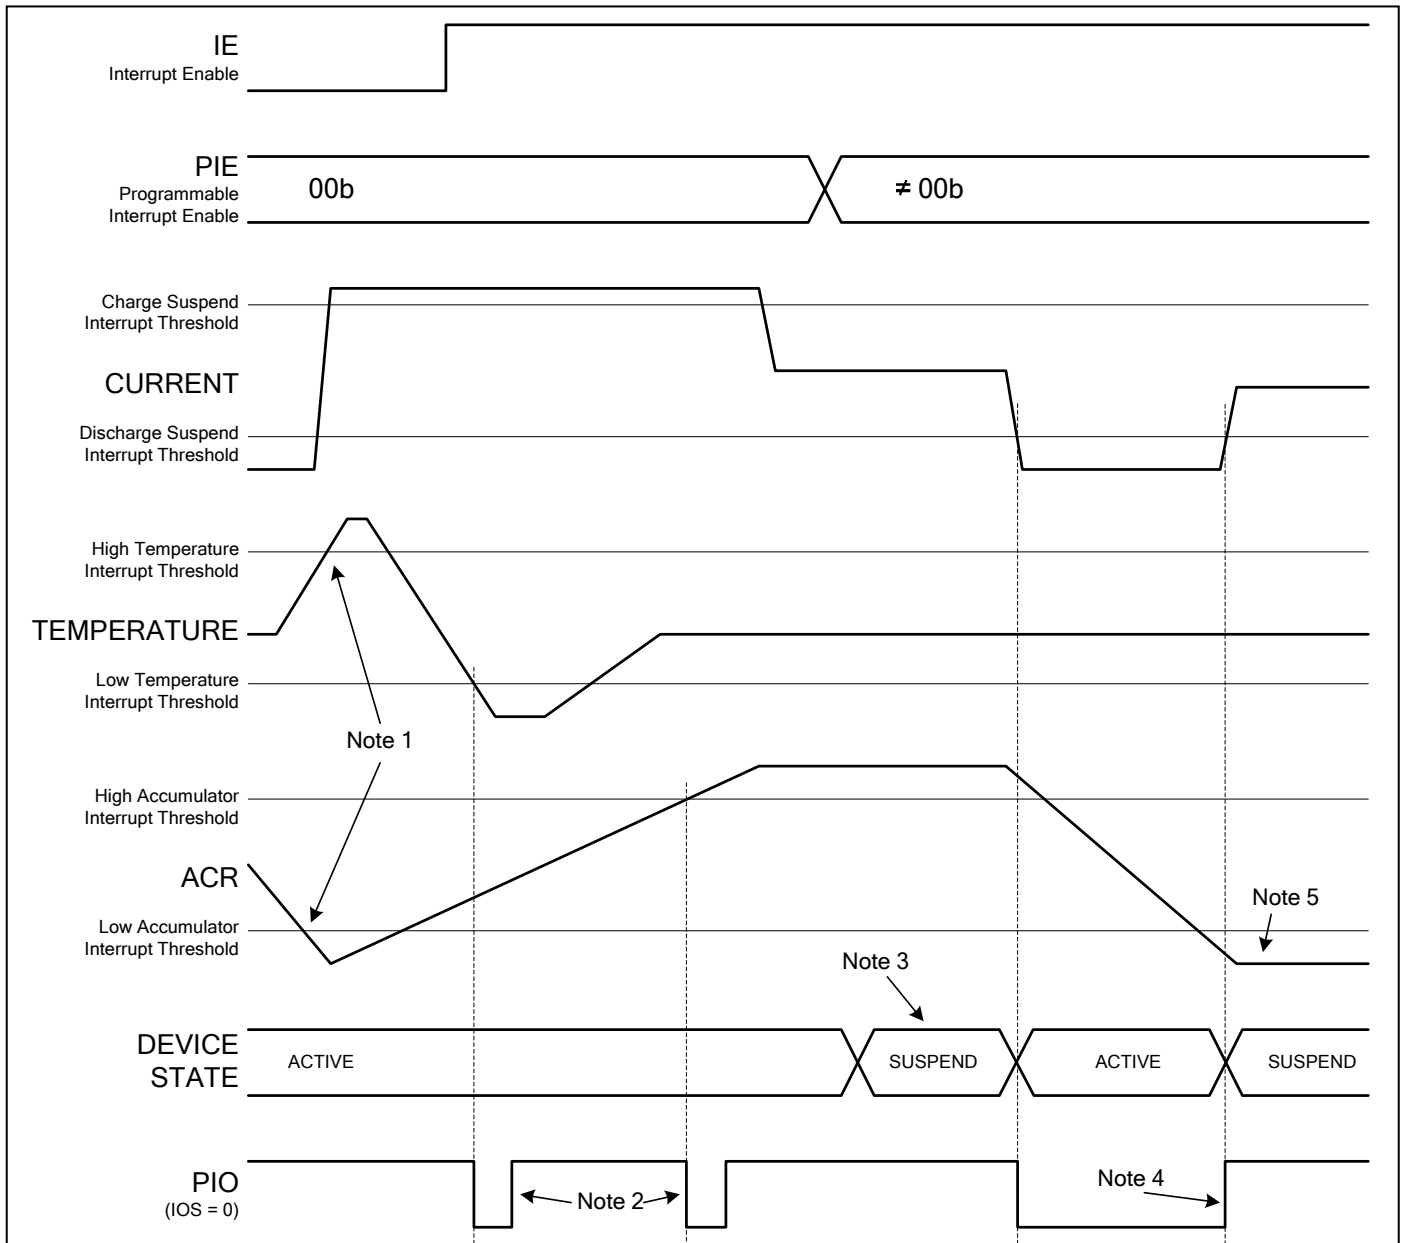 IE
Interrupt Enable
PIE
Programmable
Interrupt Enable
00b
≠ 00b
Charge Suspend
Interrupt Threshold
CURRENT
Discharge Suspend
Interrupt Threshold
High Temperature
Interrupt Threshold
TEMPERATURE
Low Temperature
Interrupt Threshold
Note 1
High Accumulator
Interrupt Threshold
ACR
Low Accumulator
Interrupt Threshold
Note 5
Note 3
DEVICE
STATE
ACTIVE
SUSPEND
ACTIVE
SUSPEND
PIO
(IOS = 0)
Note 2
Note 4